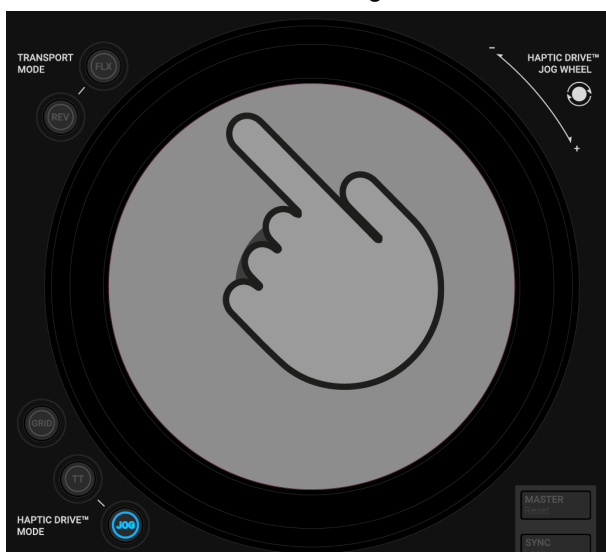 TRANSPORT
MODE
FLX
REV
HAPTIC DRIVE™
JOG WHEEL
−
+
GRID
TT
HAPTIC DRIVE™
MODE
JOG
MASTER
Reset
SYNC